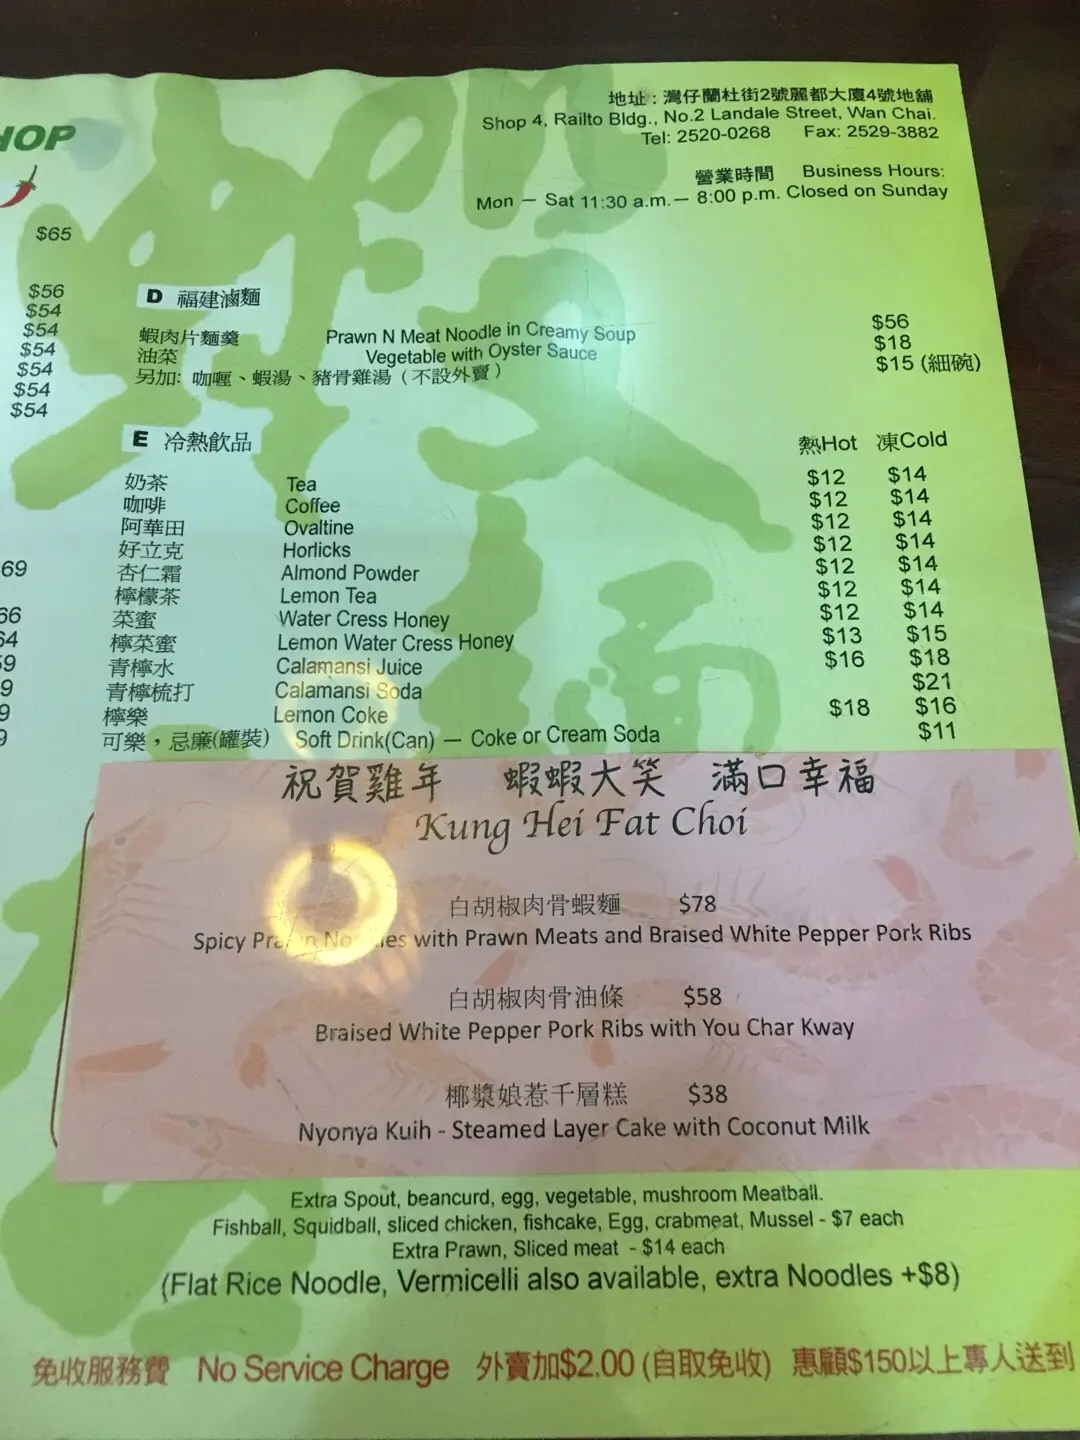 HOP
地址：灣仔蘭杜街2號麗都大廈4號地舖
Shop 4, Railto Bldg., No.2 Landale Street, Wan Chai.
Tel: 2520-0268 Fax: 2529-3882
營業時間 Business Hours:
Mon — Sat 11:30 a.m.— 8:00 p.m. Closed on Sunday
$65
$56
$54
$54
$54
$54
$54
$54
69
66
64
59
9
9
9
D 福建滷麵
蝦肉片麵羹 Prawn N Meat Noodle in Creamy Soup $56
油菜 Vegetable with Oyster Sauce $18
另加: 咖喱、蝦湯、豬骨雞湯（不設外賣） $15 (細碗)
E 冷熱飲品 熱Hot 凍Cold
奶茶 Tea $12 $14
咖啡 Coffee $12 $14
阿華田 Ovaltine $12 $14
好立克 Horlicks $12 $14
杏仁霜 Almond Powder $12 $14
檸檬茶 Lemon Tea $12 $14
菜蜜 Water Cress Honey $12 $14
檸菜蜜 Lemon Water Cress Honey $13 $15
青檸水 Calamansi Juice $16 $18
青檸梳打 Calamansi Soda $21
檸樂 Lemon Coke $18 $16
可樂，忌廉(罐裝) Soft Drink(Can) — Coke or Cream Soda $11
祝賀雞年 蝦蝦大笑 滿口幸福
Kung Hei Fat Choi
白胡椒肉骨蝦麵 $78
Spicy Prawn Noodles with Prawn Meats and Braised White Pepper Pork Ribs
白胡椒肉骨油條 $58
Braised White Pepper Pork Ribs with You Char Kway
椰漿娘惹千層糕 $38
Nyonya Kuih - Steamed Layer Cake with Coconut Milk
Extra Spout, beancurd, egg, vegetable, mushroom Meatball.
Fishball, Squidball, sliced chicken, fishcake, Egg, crabmeat, Mussel - $7 each
Extra Prawn, Sliced meat - $14 each
(Flat Rice Noodle, Vermicelli also available, extra Noodles +$8)
免收服務費 No Service Charge 外賣加$2.00 (自取免收) 惠顧$150以上專人送到